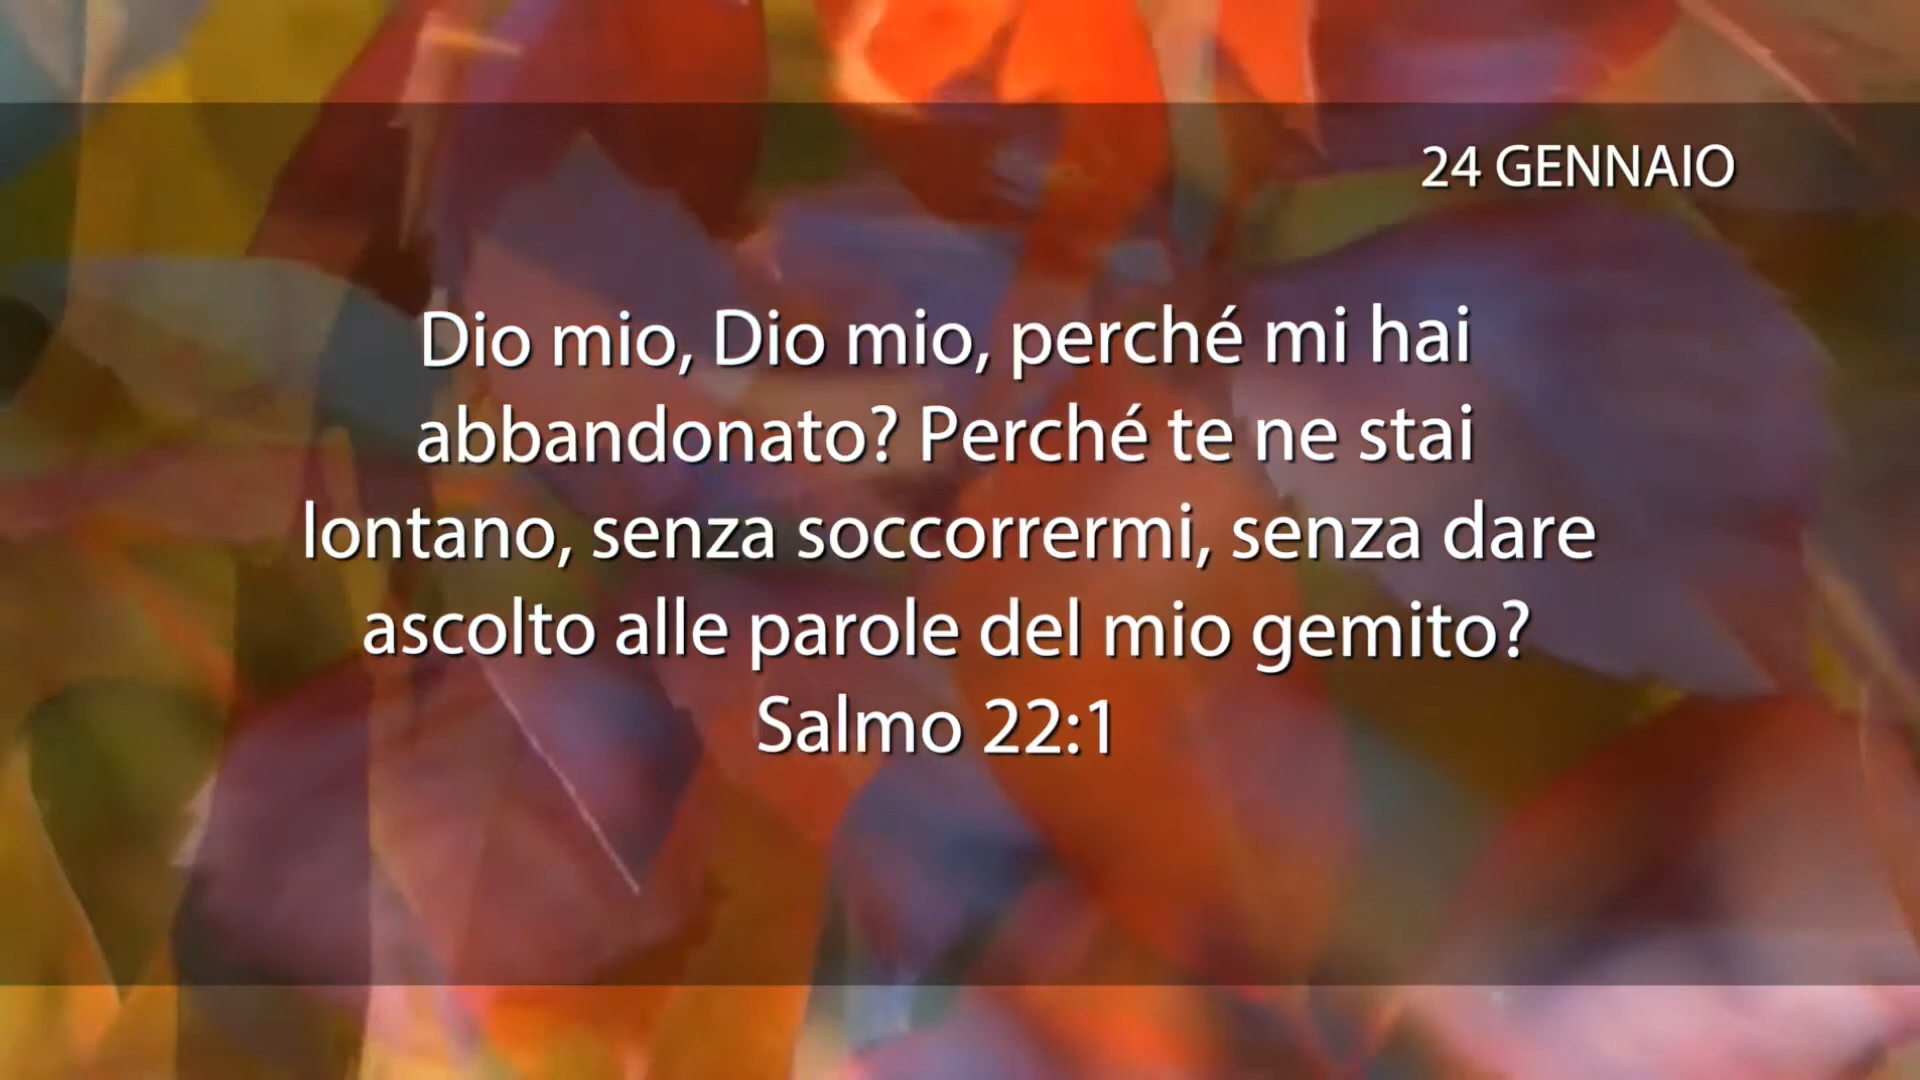 24 GENNAIO
Dio mio, Dio mio, perché mi hai
abbandonato? Perché te ne stai
lontano, senza soccorrermi, senza dare
ascolto alle parole del mio gemito?
Salmo 22:1